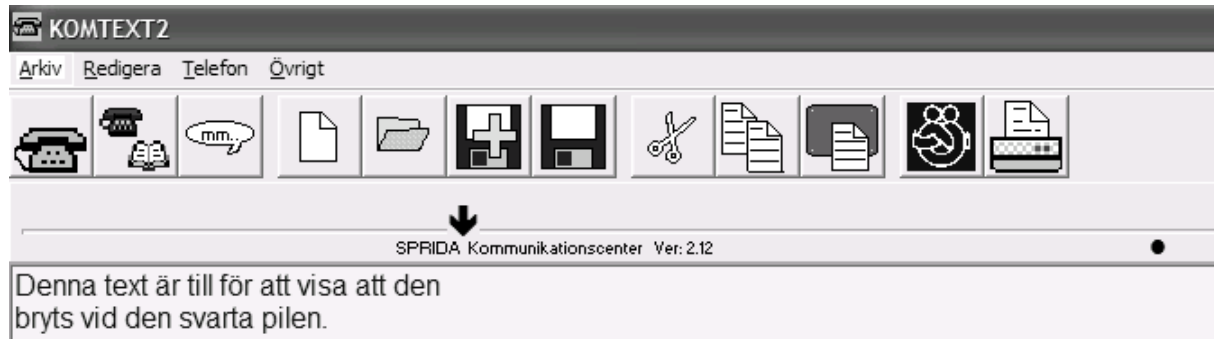 KOMTEXT2
Arkiv Redigera Telefon Övrigt
mm..
SPRIDA Kommunikationscenter Ver: 2.12
Denna text är till för att visa att den
bryts vid den svarta pilen.